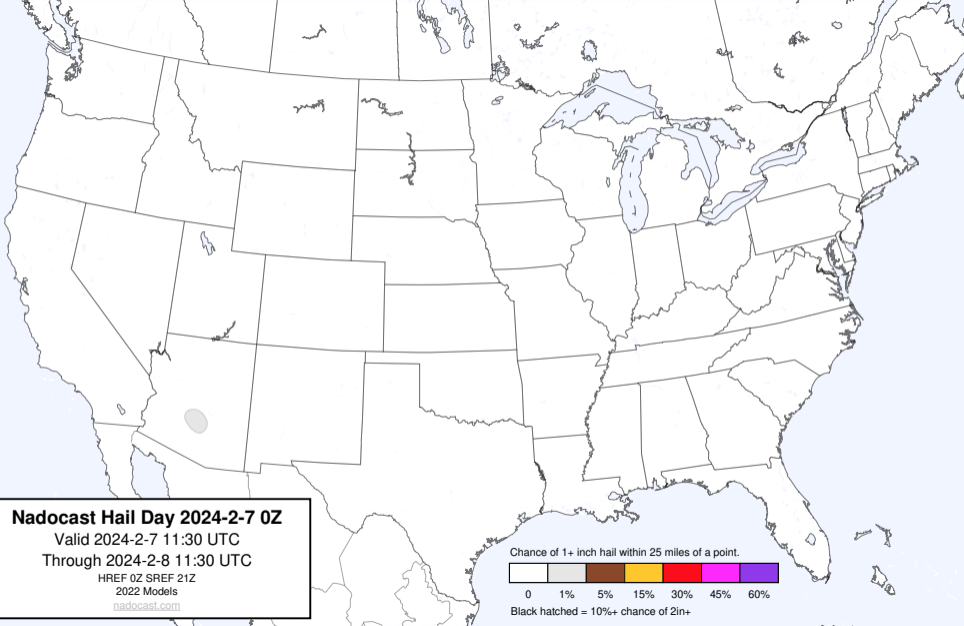 Nadocast Hail Day 2024-2-7 0Z
Valid 2024-2-7 11:30 UTC
Through 2024-2-8 11:30 UTC
HREF 0Z SREF 21Z
2022 Models
nadocast.com
Chance of 1+ inch hail within 25 miles of a point.
0 1% 5% 15% 30% 45% 60%
Black hatched = 10%+ chance of 2in+